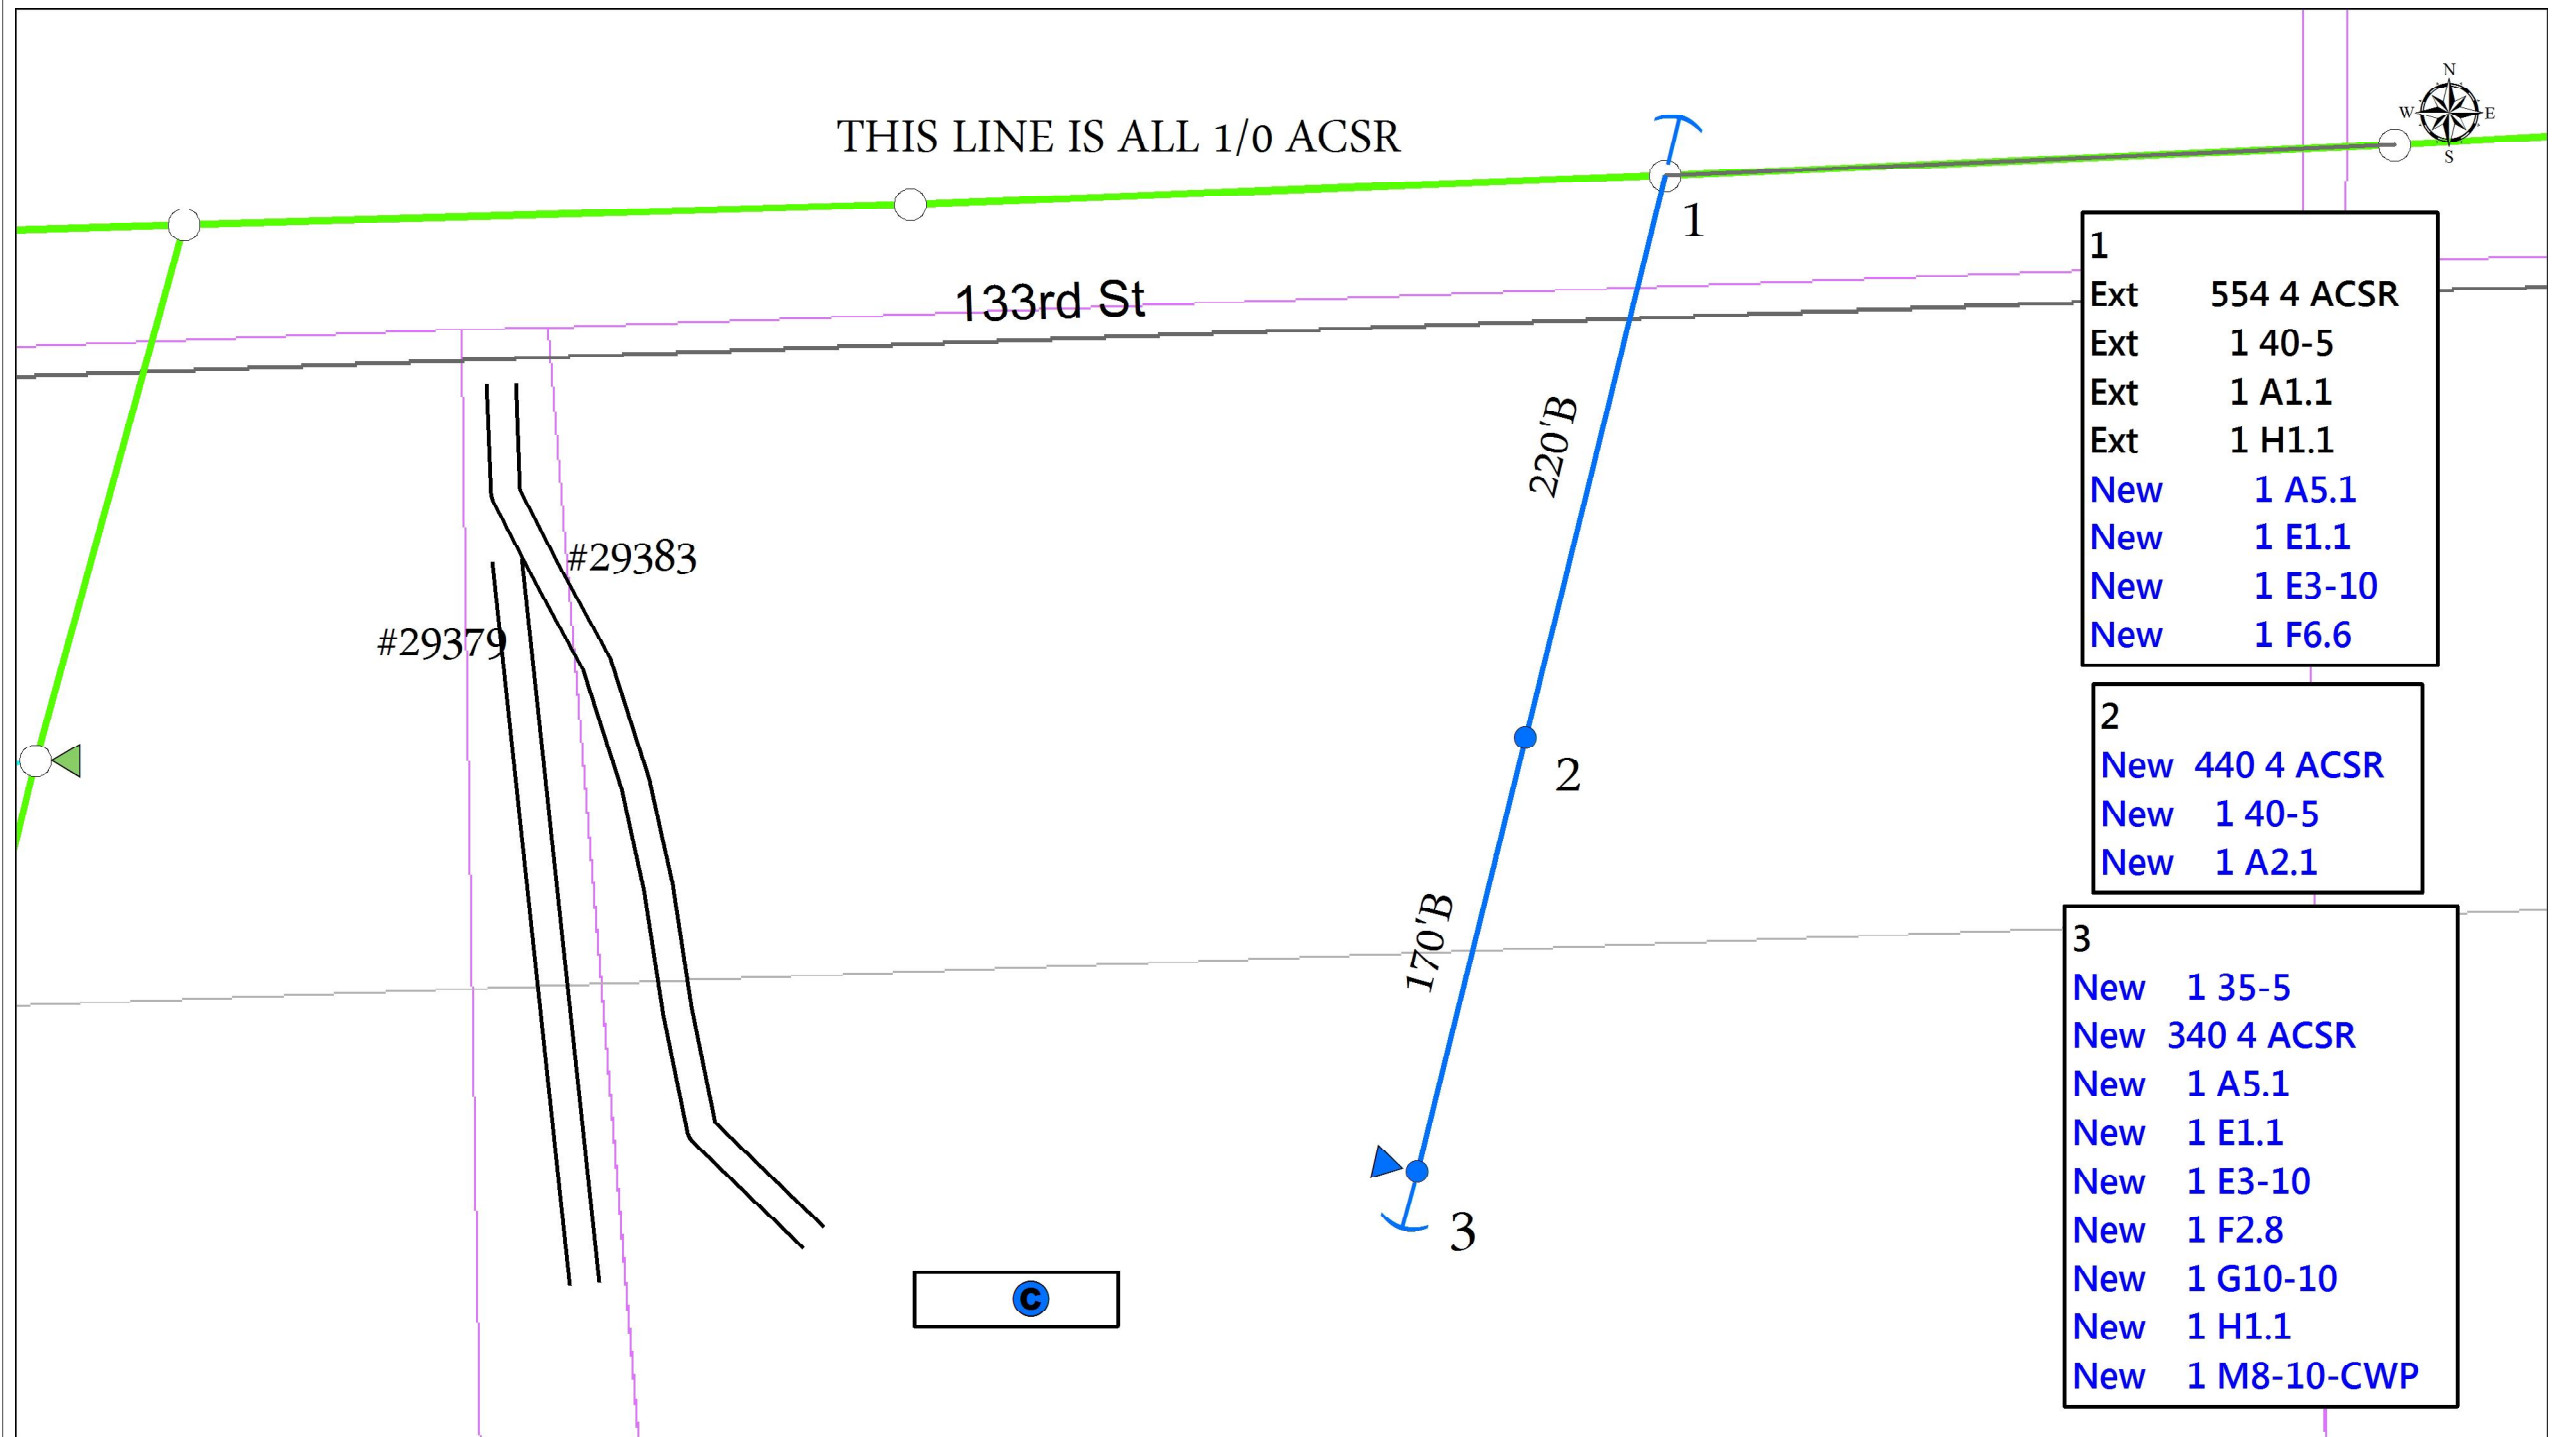 THIS LINE IS ALL 1/0 ACSR
N
W E
S
1
133rd St
220'B
#29383
#29379
2
170'B
3
C
1
Ext 554 4 ACSR
Ext 1 40-5
Ext 1 A1.1
Ext 1 H1.1
New 1 A5.1
New 1 E1.1
New 1 E3-10
New 1 F6.6
2
New 440 4 ACSR
New 1 40-5
New 1 A2.1
3
New 1 35-5
New 340 4 ACSR
New 1 A5.1
New 1 E1.1
New 1 E3-10
New 1 F2.8
New 1 G10-10
New 1 H1.1
New 1 M8-10-CWP